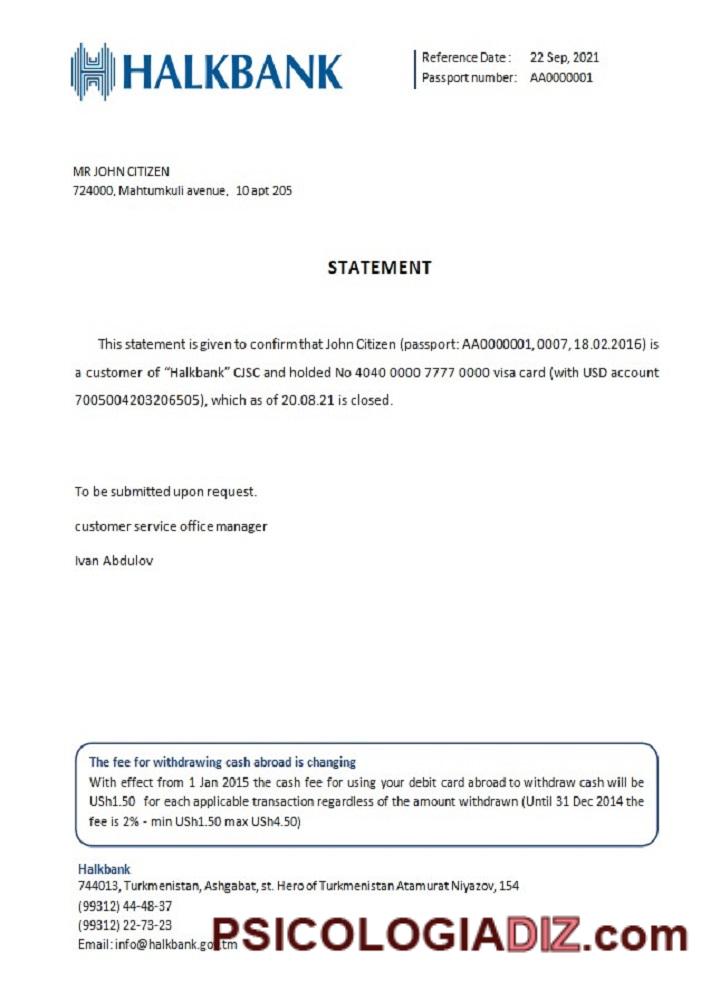 HALKBANK
Reference Date : 22 Sep, 2021
Passport number: AA0000001
MR JOHN CITIZEN
724000, Mahtumkuli avenue, 10 apt 205
STATEMENT
This statement is given to confirm that John Citizen (passport: AA0000001, 0007, 18.02.2016) is
a customer of “Halkbank” CJSC and holded No 4040 0000 7777 0000 visa card (with USD account
7005004203206505), which as of 20.08.21 is closed.
To be submitted upon request.
customer service office manager
Ivan Abdulov
The fee for withdrawing cash abroad is changing
With effect from 1 Jan 2015 the cash fee for using your debit card abroad to withdraw cash will be
USh1.50 for each applicable transaction regardless of the amount withdrawn (Until 31 Dec 2014 the
fee is 2% - min USh1.50 max USh4.50)
Halkbank
744013, Turkmenistan, Ashgabat, st. Hero of Turkmenistan Atamurat Niyazov, 154
(99312) 44-48-37
(99312) 22-73-23
Email: info@halkbank.gov.tm
PSICOLOGIADIZ.com